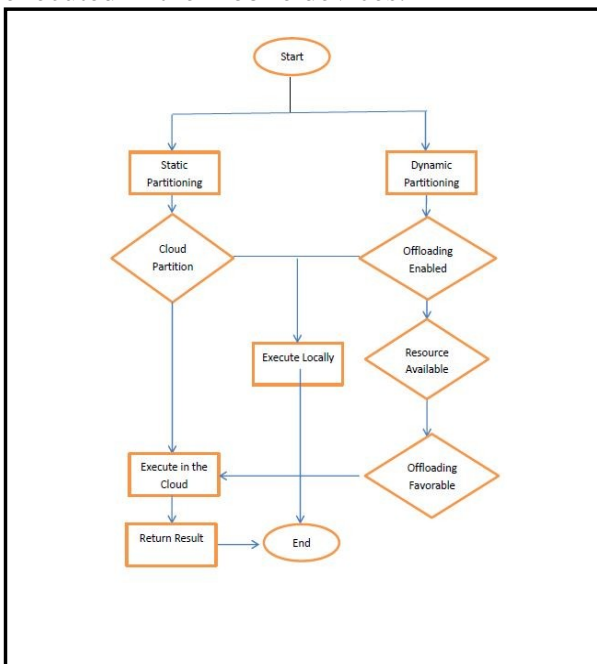 Start
Static
Partitioning
Dynamic
Partitioning
Cloud
Partition
Offloading
Enabled
Execute Locally
Resource
Available
Execute in the
Cloud
Offloading
Favorable
Return Result
End